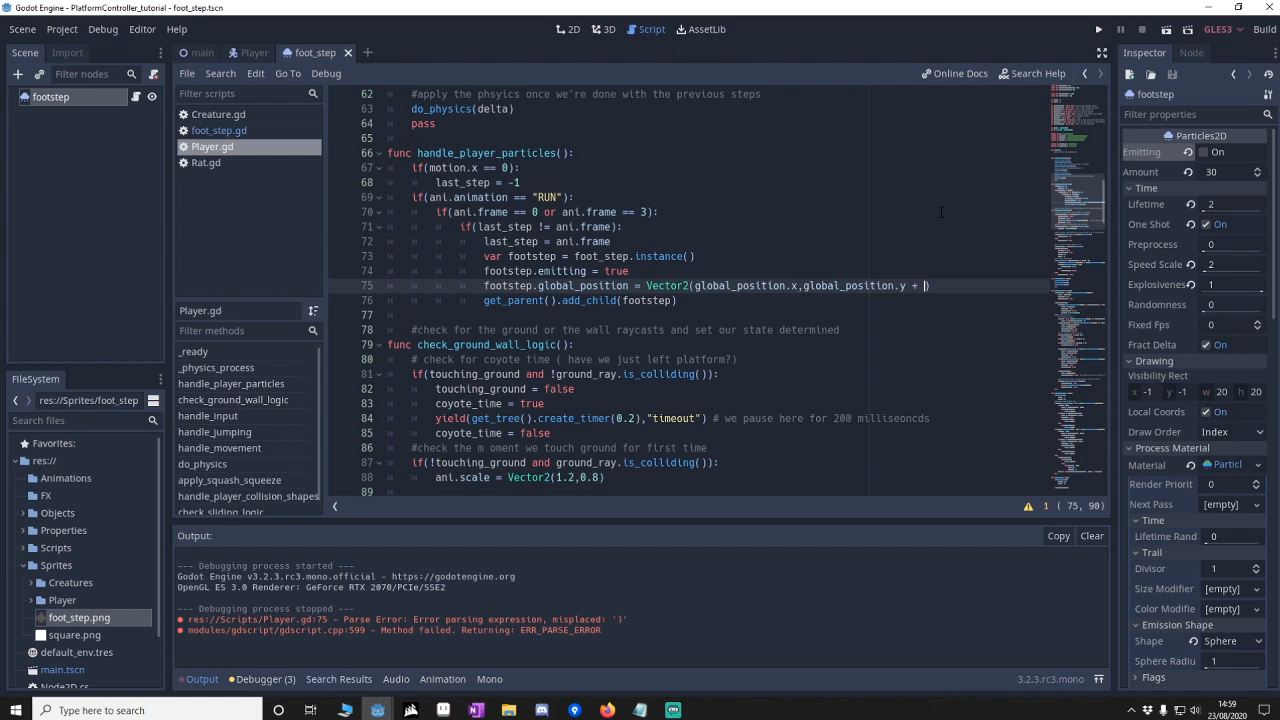 Godot Engine - PlatformController_tutorial - foot_step.tscn
Scene Project Debug Editor Help
2D 3D Script AssetLib
GLES3 Build
Scene Import
main Player foot_step
Inspector Node
Filter nodes
File Search Edit Go To Debug
Online Docs Search Help
footstep
Filter scripts
Creature.gd
foot_step.gd
Player.gd
Rat.gd
Player.gd
Filter methods
_ready
_physics_process
handle_player_particles
check_ground_wall_logic
handle_input
handle_jumping
handle_movement
do_physics
apply_squash_squeeze
handle_player_collision_shapes
check_sliding_logic
62 #apply the phsyics once we're done with the previous steps
63 do_physics(delta)
64 pass
65
66 func handle_player_particles():
67 if(motion.x == 0):
68 last_step = -1
69 if(ani.animation == "RUN"):
70 if(ani.frame == 0 or ani.frame == 3):
71 if(last_step != ani.frame):
72 last_step = ani.frame
73 var footstep = foot_step.instance()
74 footstep.emitting = true
75 footstep.global_position = Vector2(global_position.x,global_position.y + )
76 get_parent().add_child(footstep)
77
78 #check for the ground or the wall raycasts and set our state determined
79 func check_ground_wall_logic():
80 # check for coyote time ( have we just left platform?)
81 if(touching_ground and !ground_ray.is_colliding()):
82 touching_ground = false
83 coyote_time = true
84 yield(get_tree().create_timer(0.2),"timeout") # we pause here for 200 milliseoncds
85 coyote_time = false
86 #check the m oment we touch ground for first time
87 if(!touching_ground and ground_ray.is_colliding()):
88 ani.scale = Vector2(1.2,0.8)
89
1 ( 75, 90)
FileSystem
res://Sprites/foot_step
Search files
Favorites:
res://
Animations
FX
Objects
Properties
Scripts
Sprites
Creatures
Player
foot_step.png
square.png
default_env.tres
main.tscn
Node2D.cs
Output: Copy Clear
--- Debugging process started ---
Godot Engine v3.2.3.rc3.mono.official - https://godotengine.org
OpenGL ES 3.0 Renderer: GeForce RTX 2070/PCIe/SSE2
--- Debugging process stopped ---
res://Scripts/Player.gd:75 - Parse Error: Error parsing expression, misplaced: ')'
modules/gdscript/gdscript.cpp:599 - Method failed. Returning: ERR_PARSE_ERROR
Output Debugger (3) Search Results Audio Animation Mono
3.2.3.rc3.mono
footstep
Filter properties
Particles2D
Emitting On
Amount 30
Time
Lifetime 2
One Shot On
Preprocess 0
Speed Scale 2
Explosivenes 1
Randomness 0
Fixed Fps 0
Fract Delta On
Drawing
Visibility Rect
x -1 y -1 w 20 20
Local Coords On
Draw Order Index
Process Material
Material Particl
Render Priorit 0
Next Pass [empty]
Time
Lifetime Rand 0
Trail
Divisor 1
Size Modifier [empty]
Color Modifie [empty]
Emission Shape
Shape Sphere
Sphere Radiu 1
Flags
Type here to search
14:59
23/08/2020